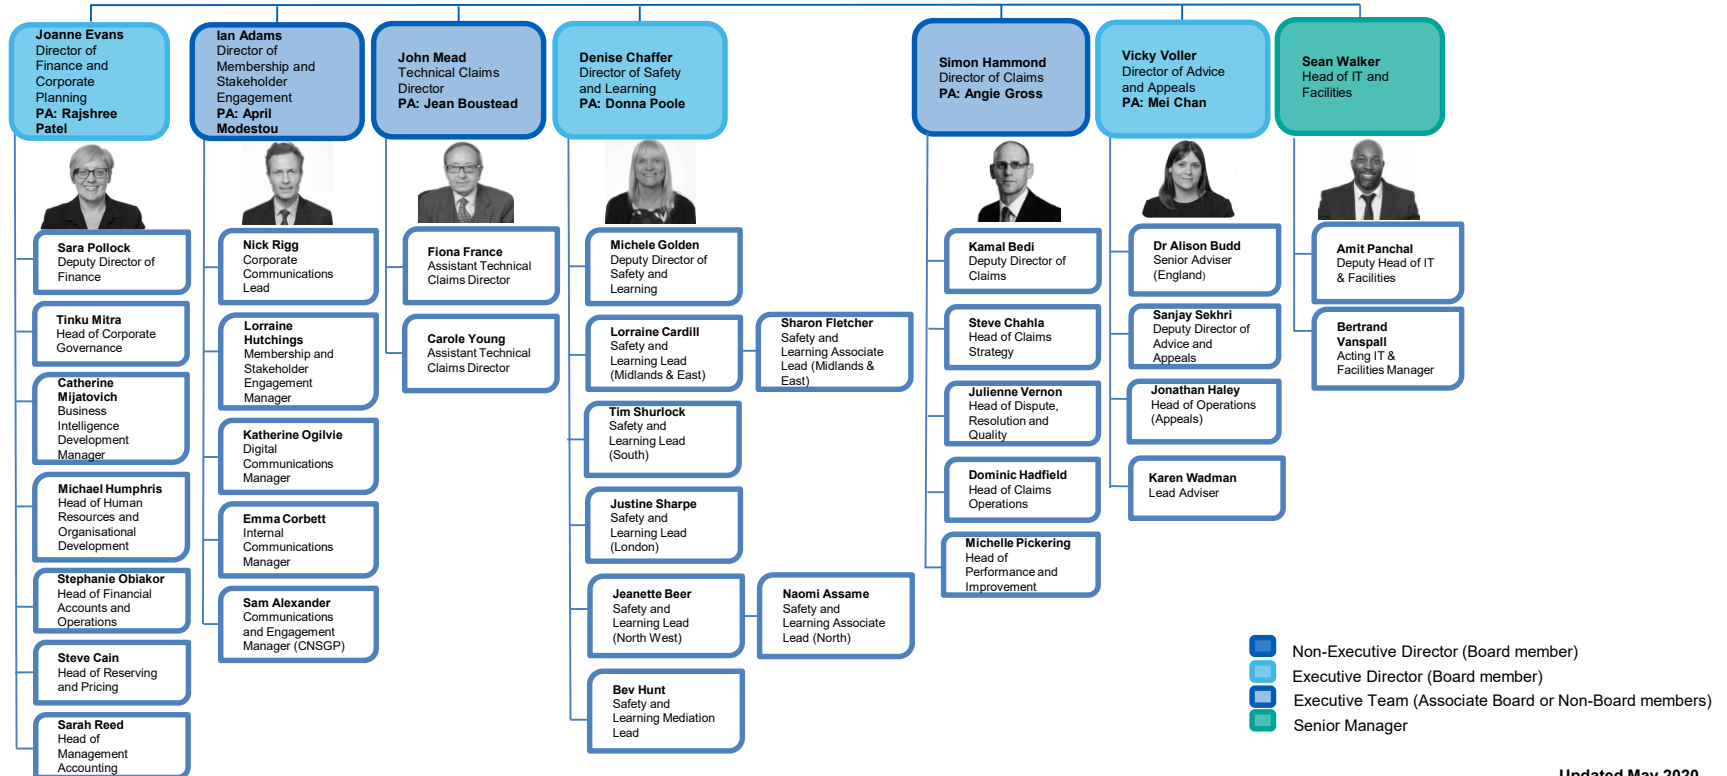 Joanne Evans
Director of
Finance and
Corporate
Planning
PA: Rajshree
Patel
Ian Adams
Director of
Membership and
Stakeholder
Engagement
PA: April
Modestou
John Mead
Technical Claims
Director
PA: Jean Boustead
Denise Chaffer
Director of Safety
and Learning
PA: Donna Poole
Simon Hammond
Director of Claims
PA: Angie Gross
Vicky Voller
Director of Advice
and Appeals
PA: Mei Chan
Sean Walker
Head of IT and
Facilities
Sara Pollock
Deputy Director of
Finance
Tinku Mitra
Head of Corporate
Governance
Catherine
Mijatovich
Business
Intelligence
Development
Manager
Michael Humphris
Head of Human
Resources and
Organisational
Development
Stephanie Obiakor
Head of Financial
Accounts and
Operations
Steve Cain
Head of Reserving
and Pricing
Sarah Reed
Head of
Management
Accounting
Nick Rigg
Corporate
Communications
Lead
Lorraine
Hutchings
Membership and
Stakeholder
Engagement
Manager
Katherine Ogilvie
Digital
Communications
Manager
Emma Corbett
Internal
Communications
Manager
Sam Alexander
Communications
and Engagement
Manager (CNSGP)
Fiona France
Assistant Technical
Claims Director
Carole Young
Assistant Technical
Claims Director
Michele Golden
Deputy Director of
Safety and
Learning
Lorraine Cardill
Safety and
Learning Lead
(Midlands & East)
Sharon Fletcher
Safety and
Learning Associate
Lead (Midlands &
East)
Tim Shurlock
Safety and
Learning Lead
(South)
Justine Sharpe
Safety and
Learning Lead
(London)
Jeanette Beer
Safety and
Learning Lead
(North West)
Naomi Assame
Safety and
Learning Associate
Lead (North)
Bev Hunt
Safety and
Learning Mediation
Lead
Kamal Bedi
Deputy Director of
Claims
Steve Chahla
Head of Claims
Strategy
Julienne Vernon
Head of Dispute,
Resolution and
Quality
Dominic Hadfield
Head of Claims
Operations
Michelle Pickering
Head of
Performance and
Improvement
Dr Alison Budd
Senior Adviser
(England)
Sanjay Sekhri
Deputy Director of
Advice and
Appeals
Jonathan Haley
Head of Operations
(Appeals)
Karen Wadman
Lead Adviser
Amit Panchal
Deputy Head of IT
& Facilities
Bertrand
Vanspall
Acting IT &
Facilities Manager
Non-Executive Director (Board member)
Executive Director (Board member)
Executive Team (Associate Board or Non-Board members)
Senior Manager
Updated May 2020